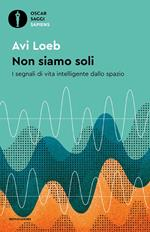 OSCAR
SAGGI
SAPIENS
Avi Loeb
Non siamo soli
I segnali di vita intelligente dallo spazio
MONDADORI